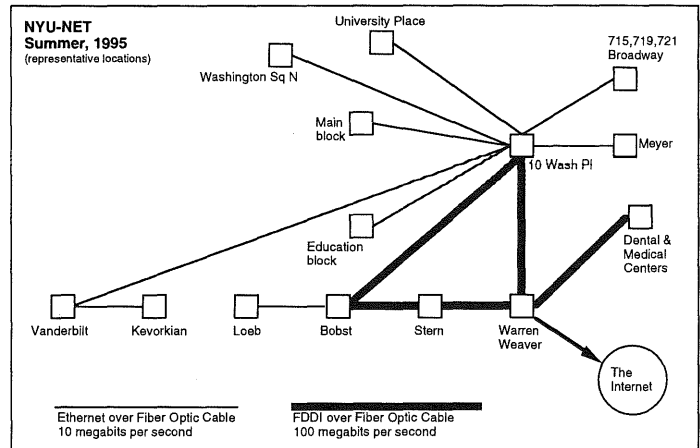 NYU-NET
Summer, 1995
(representative locations)
University Place
715,719,721
Broadway
Washington Sq N
Main
block
Meyer
10 Wash Pl
Education
block
Dental &
Medical
Centers
Vanderbilt
Kevorkian
Loeb
Bobst
Stern
Warren
Weaver
The
Internet
Ethernet over Fiber Optic Cable
10 megabits per second
FDDI over Fiber Optic Cable
100 megabits per second